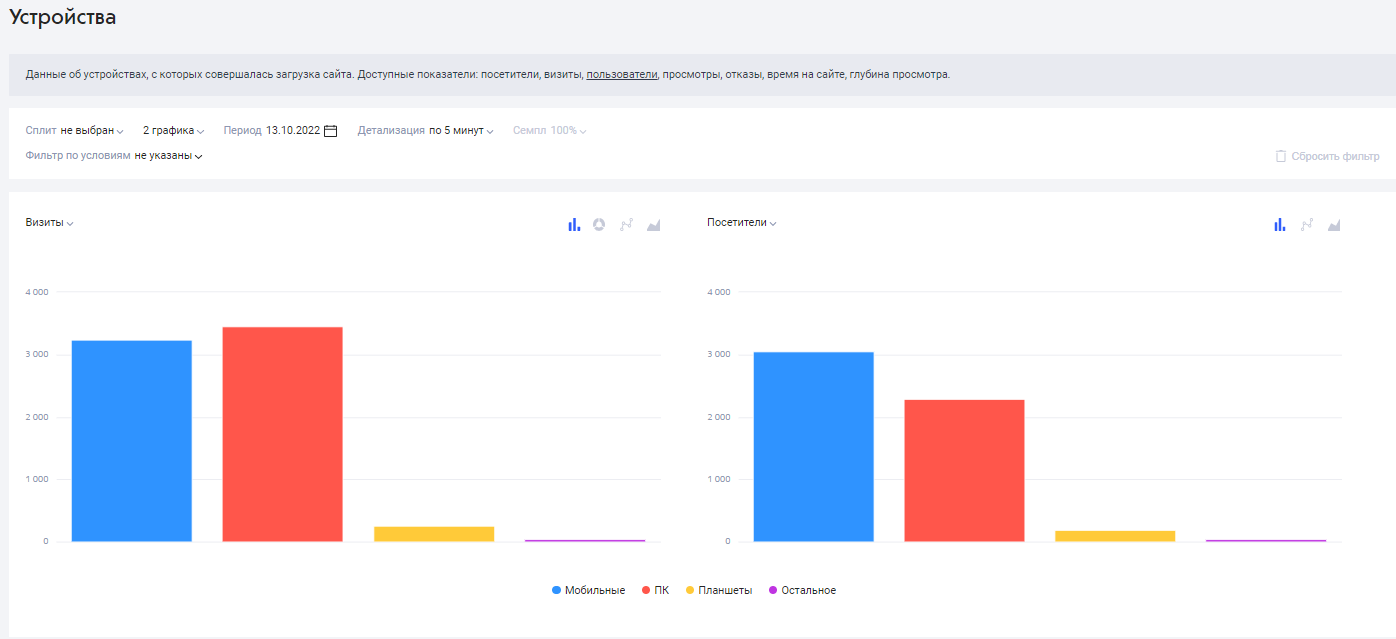 Устройства
Данные об устройствах, с которых совершалась загрузка сайта. Доступные показатели: посетители, визиты, пользователи, просмотры, отказы, время на сайте, глубина просмотра.
Сплит не выбран 2 графика Период 13.10.2022 Детализация по 5 минут Семпл 100%
Фильтр по условиям не указаны Сбросить фильтр
Визиты
4 000
3 000
2 000
1 000
0
Посетители
4 000
3 000
2 000
1 000
0
Мобильные ПК Планшеты Остальное